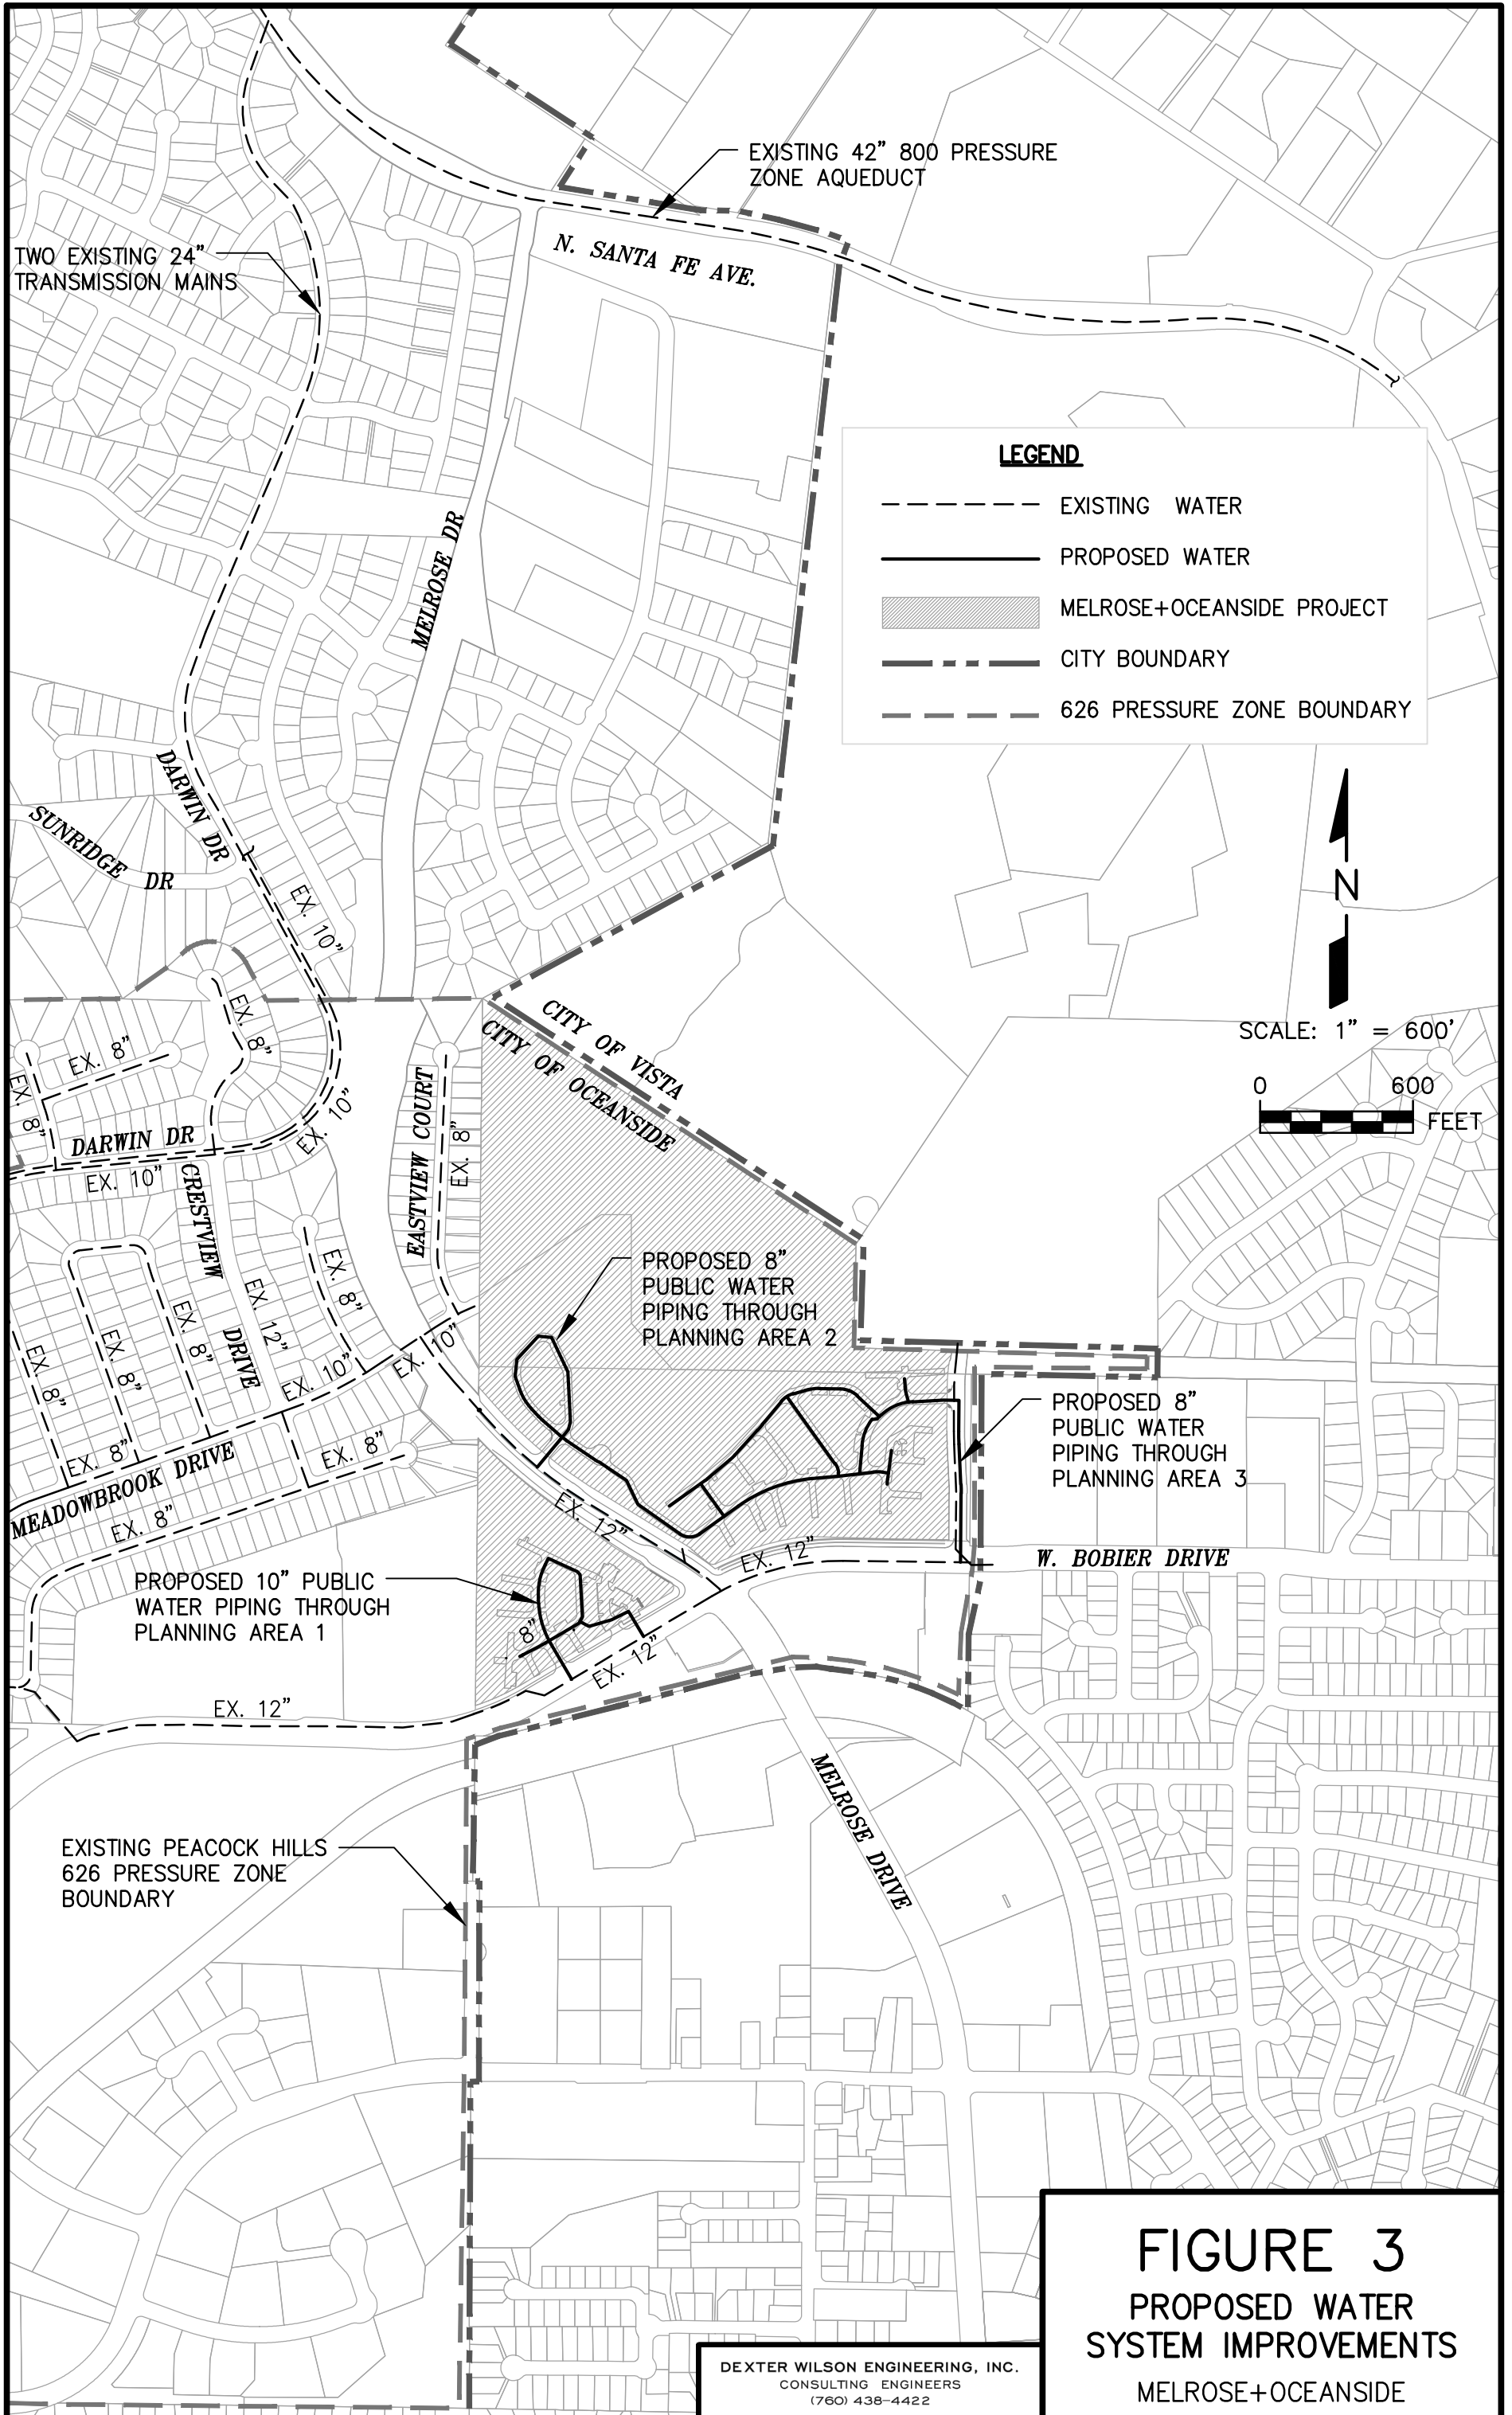 EXISTING 42" 800 PRESSURE
ZONE AQUEDUCT
N. SANTA FE AVE.
TWO EXISTING 24"
TRANSMISSION MAINS
LEGEND
EXISTING WATER
PROPOSED WATER
MELROSE+OCEANSIDE PROJECT
CITY BOUNDARY
626 PRESSURE ZONE BOUNDARY
MELROSE DR
DARWIN DR
SUNRIDGE DR
EX. 10"
N
SCALE: 1" = 600'
0 600
FEET
CITY OF VISTA
CITY OF OCEANSIDE
EX. 8"
EX. 8"
EX. 8"
EX. 10"
DARWIN DR
EX. 10"
EASTVIEW COURT
EX. 8"
CRESTVIEW DRIVE
EX. 12"
EX. 8"
EX. 8"
EX. 8"
EX. 8"
EX. 10"
EX. 10"
PROPOSED 8"
PUBLIC WATER
PIPING THROUGH
PLANNING AREA 2
PROPOSED 8"
PUBLIC WATER
PIPING THROUGH
PLANNING AREA 3
EX. 8"
EX. 8"
MEADOWBROOK DRIVE
EX. 8"
EX. 12"
EX. 12"
W. BOBIER DRIVE
PROPOSED 10" PUBLIC
WATER PIPING THROUGH
PLANNING AREA 1
8"
EX. 12"
EX. 12"
MELROSE DRIVE
EXISTING PEACOCK HILLS
626 PRESSURE ZONE
BOUNDARY
FIGURE 3
PROPOSED WATER
SYSTEM IMPROVEMENTS
MELROSE+OCEANSIDE
DEXTER WILSON ENGINEERING, INC.
CONSULTING ENGINEERS
(760) 438-4422